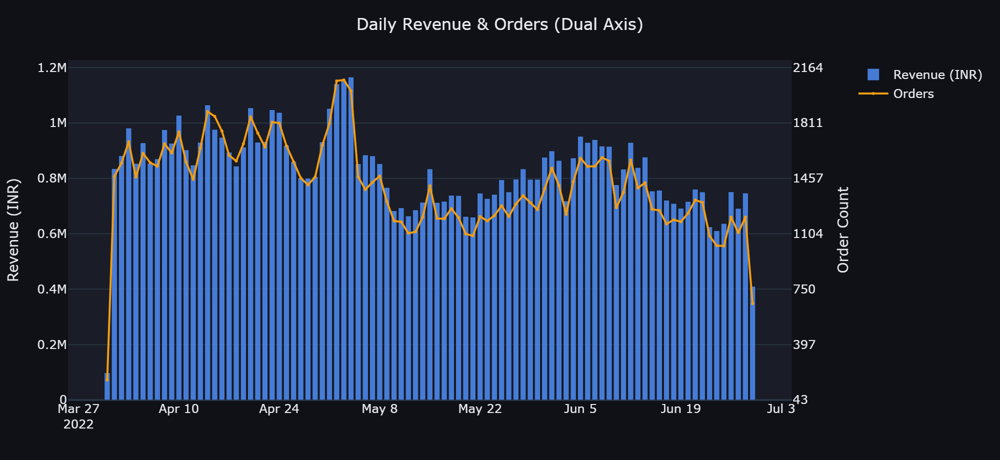 Daily Revenue & Orders (Dual Axis)
Revenue (INR)
Orders
1.2M
1M
0.8M
0.6M
0.4M
0.2M
0
Revenue (INR)
2164
1811
1457
1104
750
397
43
Order Count
Mar 27 Apr 10 Apr 24 May 8 May 22 Jun 5 Jun 19 Jul 3
2022